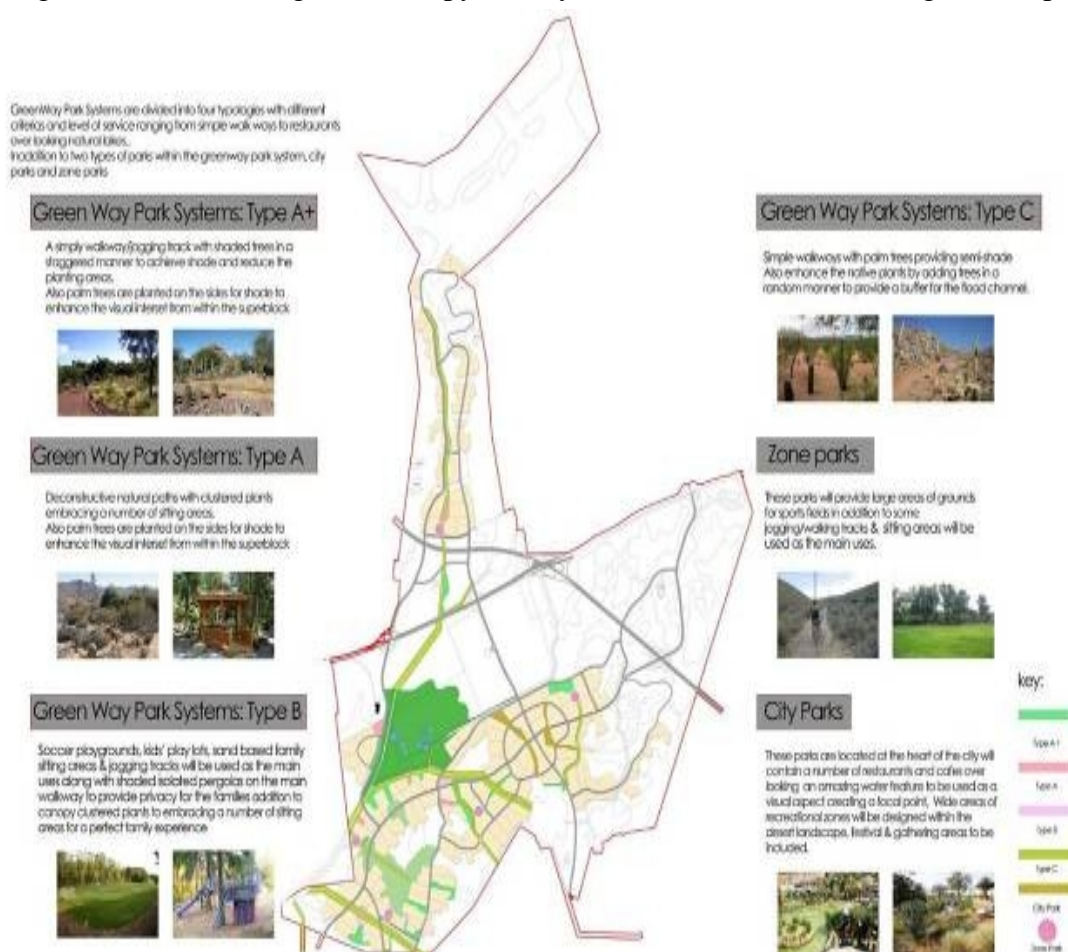 GreenWay Park Systems are divided into four typologies with different
criterias and level of service ranging from simple walk ways to restaurants
over looking natural lakes..
Inaddition to two types of parks within the greenway park system, city
parks and zone parks
Green Way Park Systems: Type A+
A simply walkway/jogging track with shaded trees in a
staggered manner to achieve shade and reduce the
planting areas.
Also palm trees are planted on the sides for shade to
enhance the visual interset from within the superblock
Green Way Park Systems: Type A
Deconstructive natural paths with clustered plants
embracing a number of sitting areas.
Also palm trees are planted on the sides for shade to
enhance the visual interset from within the superblock
Green Way Park Systems: Type B
Soccer playgrounds, kids' play lots, sand based family
sitting areas & jogging tracks will be used as the main
uses along with shaded isolated pergolas on the main
walkway to provide privacy for the families addition to
canopy clustered plants to embracing a number of sitting
areas for a perfect family experience
Green Way Park Systems: Type C
Simple walkways with palm trees providing semi-shade
Also enhance the native plants by adding trees in a
random manner to provide a buffer for the flood channel.
Zone parks
These parks will provide large areas of grounds
for sports fields in addition to some
jogging/walking tracks & sitting areas will be
used as the main uses.
City Parks
These parks are located at the heart of the city will
contain a number of restaurants and cafes over
looking an amazing water feature to be used as a
visual aspect creating a focal point, Wide areas of
recreational zones will be designed within the
desert landscape, festival & gathering areas to be
included.
key:
Type A+
Type A
Type B
Type C
City Park
Zone Park